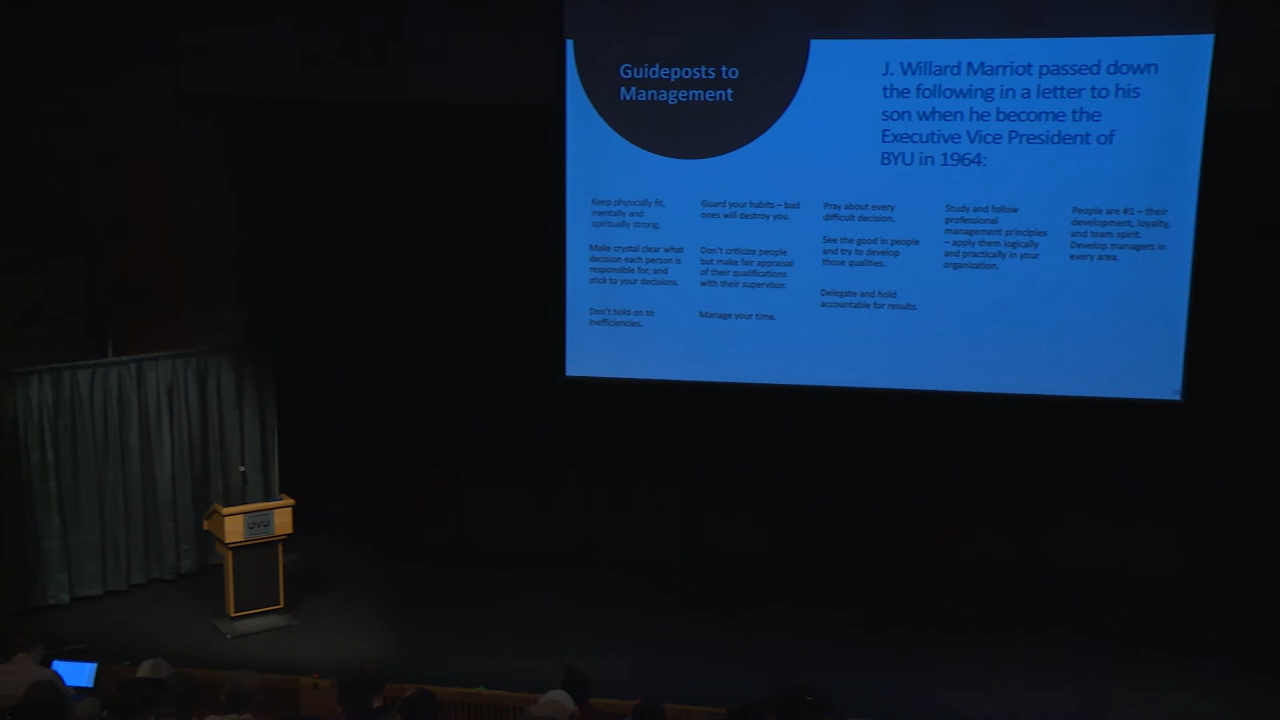 Guideposts to
Management
J. Willard Marriot passed down
the following in a letter to his
son when he become the
Executive Vice President of
BYU in 1964:
Keep physically fit,
mentally and
spiritually strong.
Make crystal clear what
decision each person is
responsible for, and
stick to your decisions.
Don't hold on to
inefficiencies.
Guard your habits – bad
ones will destroy you.
Don't criticize people
but make fair appraisal
of their qualifications
with their supervisor.
Manage your time.
Pray about every
difficult decision.
See the good in people
and try to develop
those qualities.
Delegate and hold
accountable for results.
Study and follow
professional
management principles
– apply them logically
and practically in your
organization.
People are #1 – their
development, loyalty,
and team spirit.
Develop managers in
every area.